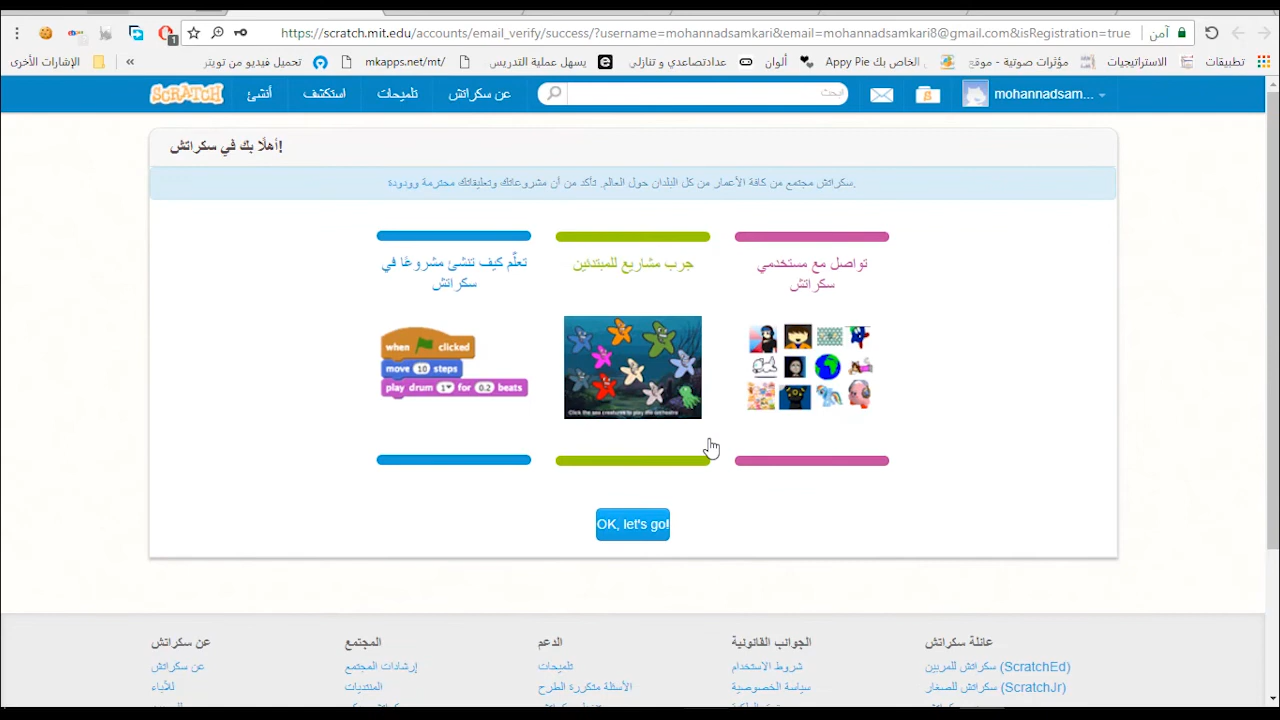 https://scratch.mit.edu/accounts/email_verify/success/?username=mohannadsamkari&email=mohannadsamkari8@gmail.com&isRegistration=true
آمن
تطبيقات
الاستراتيجيات
مؤثرات صوتية - موقع
الخاص بك Appy Pie
ألوان
عدادتصاعدي و تنازلي
يسهل عملية التدريس
mkapps.net/mt/
تحميل فيديو من تويتر
»
الإشارات الأخرى
SCRATCH
أنشئ
استكشف
تلميحات
عن سكراتش
ابحث
mohannadsam...
أهلًا بك في سكراتش!
سكراتش مجتمع من كافة الأعمار من كل البلدان حول العالم. تأكد من أن مشروعاتك وتعليقاتك محترمة وودودة.
تعلّم كيف تنشئ مشروعًا في
سكراتش
جرب مشاريع للمبتدئين
تواصل مع مستخدمي
سكراتش
when clicked
move 10 steps
play drum 1 for 0.2 beats
Click the sea creatures to play the orchestra
OK, let's go!
عن سكراتش
المجتمع
الدعم
الجوانب القانونية
عائلة سكراتش
عن سكراتش
إرشادات المجتمع
تلميحات
شروط الاستخدام
سكراتش للمربين (ScratchEd)
للآباء
المنتديات
الأسئلة متكررة الطرح
سياسة الخصوصية
سكراتش للصغار (ScratchJr)